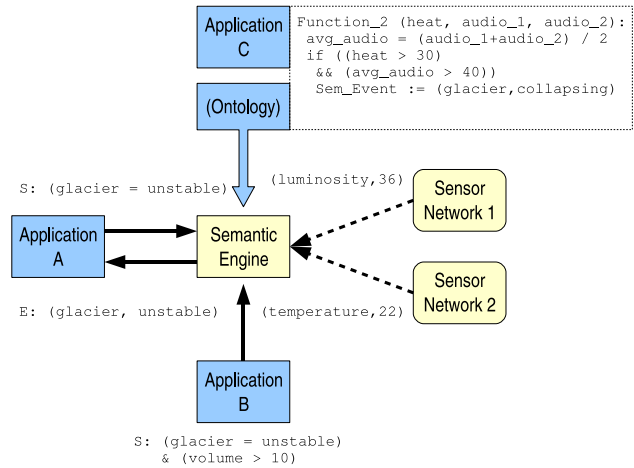 Application
C
Function_2 (heat, audio_1, audio_2):
avg_audio = (audio_1+audio_2) / 2
if ((heat > 30)
&& (avg_audio > 40))
Sem_Event := (glacier,collapsing)
(Ontology)
S: (glacier = unstable)
(luminosity,36)
Sensor
Network 1
Application
A
Semantic
Engine
Sensor
Network 2
E: (glacier, unstable)
(temperature,22)
Application
B
S: (glacier = unstable)
& (volume > 10)